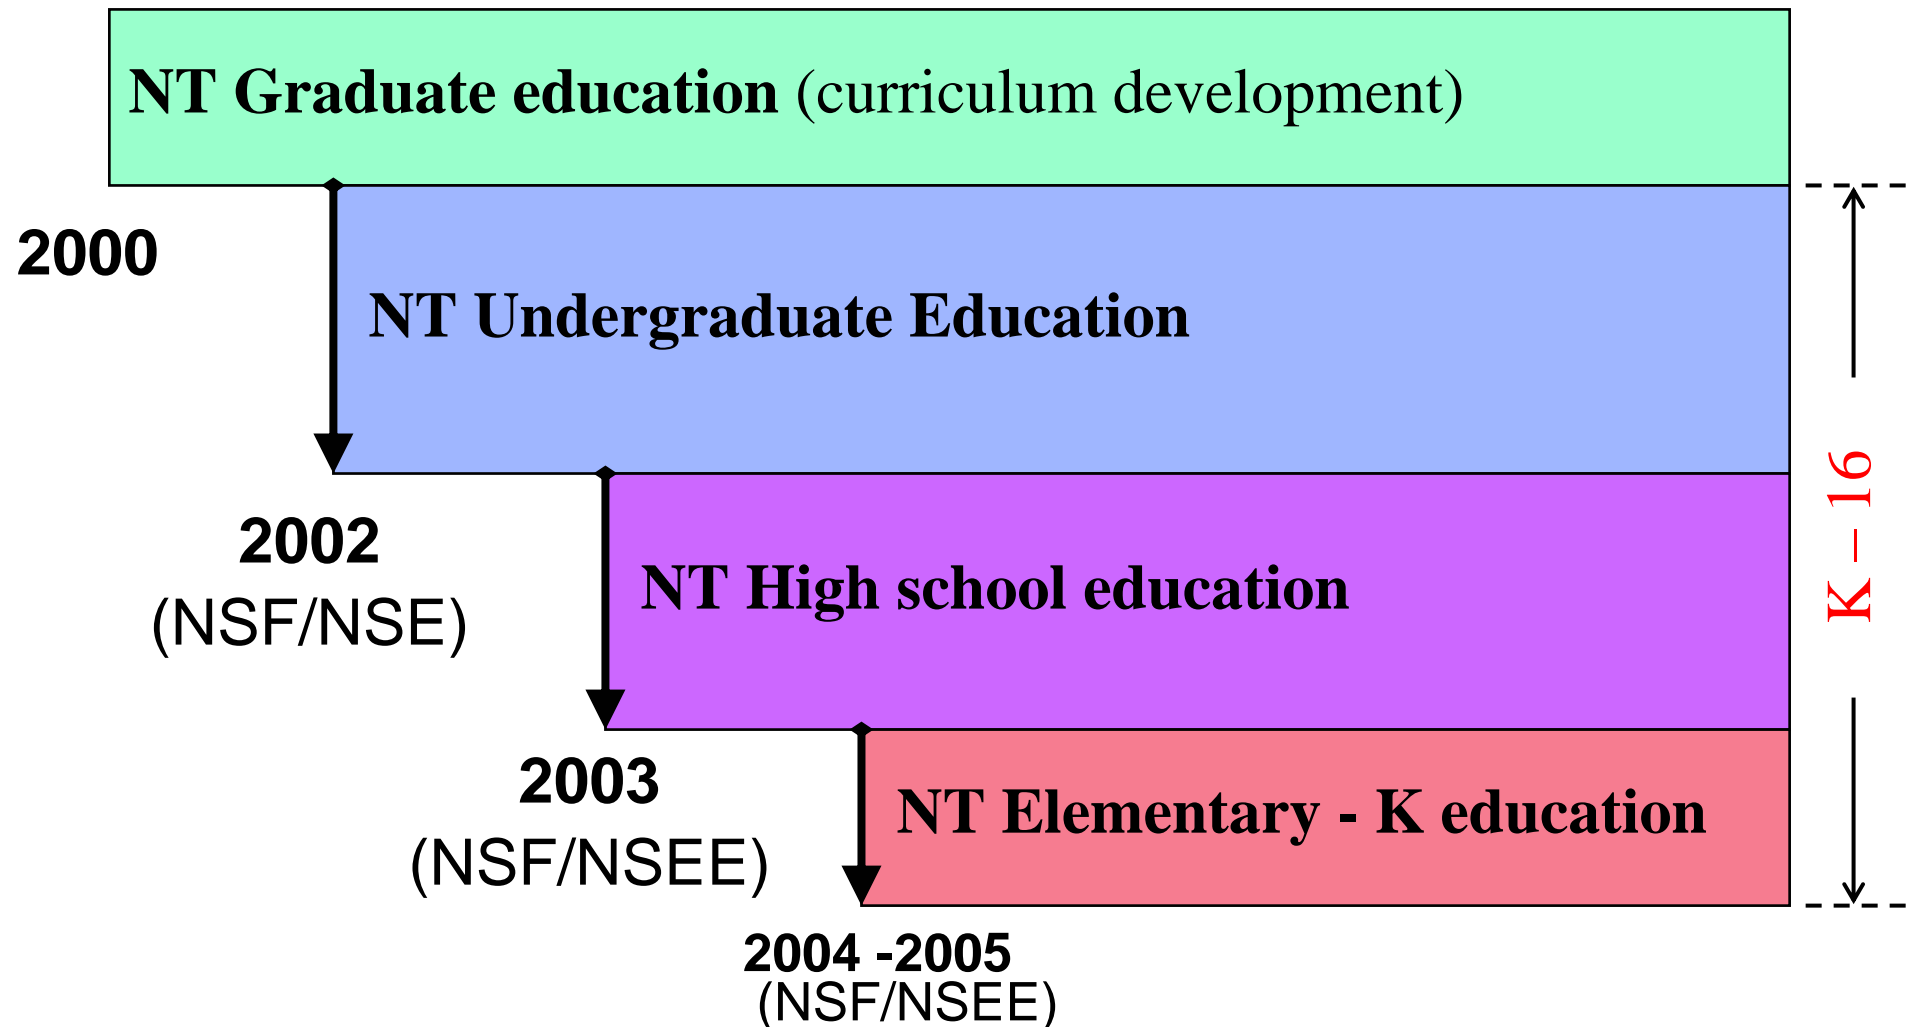 NT Graduate education (curriculum development)
2000
NT Undergraduate Education
2002
(NSF/NSE)
NT High school education
K – 16
2003
(NSF/NSEE)
NT Elementary - K education
2004 -2005
(NSF/NSEE)